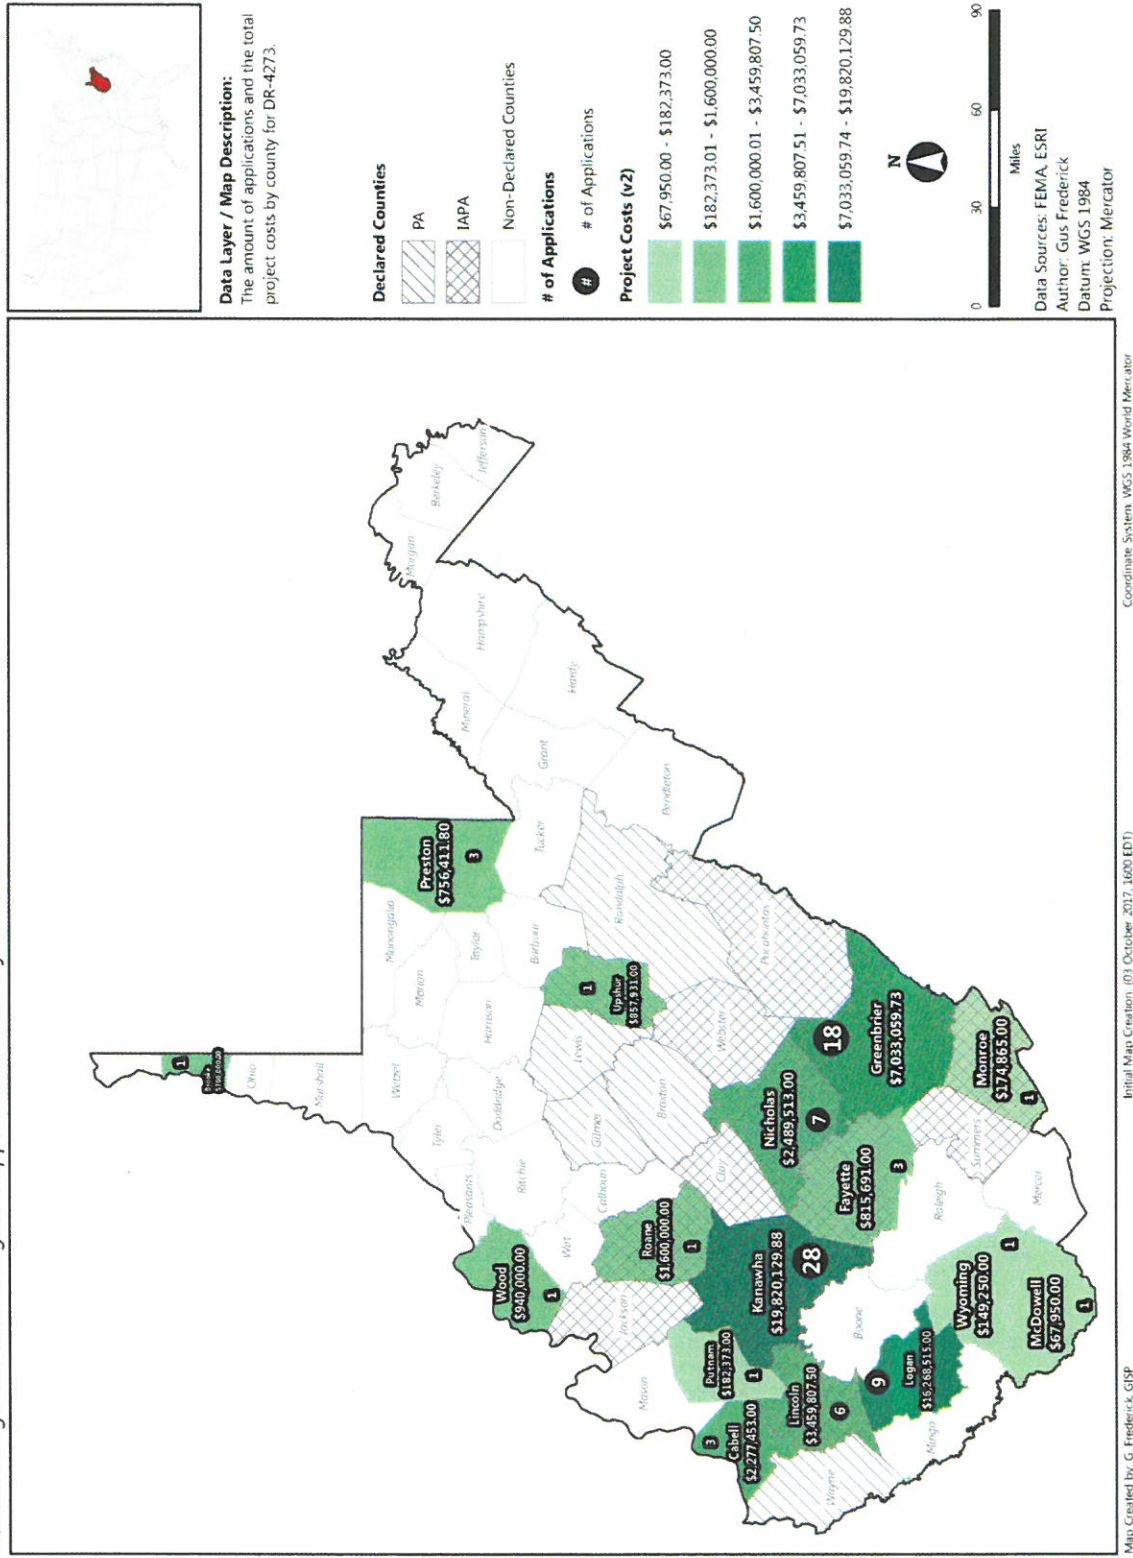 Data Layer / Map Description:
The amount of applications and the total
project costs by county for DR-4273.
Declared Counties
PA
IAPA
Non-Declared Counties
# of Applications
#
# of Applications
Project Costs (v2)
$67,950.00 - $182,373.00
$182,373.01 - $1,600,000.00
$1,600,000.01 - $3,459,807.50
$3,459,807.51 - $7,033,059.73
$7,033,059.74 - $19,820,129.88
N
0 30 60 90
Miles
Data Sources: FEMA, ESRI
Author: Gus Frederick
Datum: WGS 1984
Projection: Mercator
1
Ohio
Marshall
Wetzel
Monongalia
Marion
Preston
$756,411.80
3
Tyler
Pleasants
Doddridge
Harrison
Taylor
Barbour
Tucker
Morgan
Berkeley
Jefferson
Mineral
Hampshire
Grant
Hardy
Pendleton
Wood
$940,000.00
1
Ritchie
Wirt
Calhoun
Gilmer
Lewis
1
Upshur
$857,931.00
Randolph
Jackson
Roane
$1,600,000.00
1
Braxton
Webster
Pocahontas
Mason
Putnam
$182,373.00
1
Kanawha
$19,820,129.88
28
Clay
Nicholas
$2,489,513.00
7
18
Greenbrier
$7,033,059.73
3
Cabell
$2,277,453.00
Lincoln
$3,459,807.50
6
Boone
Fayette
$815,691.00
3
Wayne
9
Logan
$16,268,515.00
Mingo
Raleigh
Summers
Monroe
$174,865.00
1
Wyoming
$149,250.00
1
Mercer
McDowell
$67,950.00
1
Map Created by: G. Frederick, GISP
Initial Map Creation: (03 October 2017, 1600 EDT)
Coordinate System: WGS 1984 World Mercator